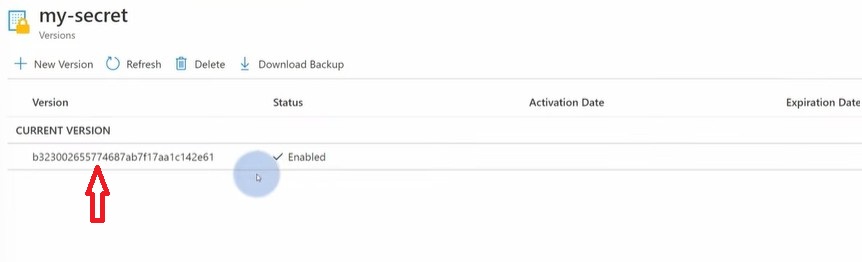 my-secret
Versions
New Version Refresh Delete Download Backup
Version Status Activation Date Expiration Date
CURRENT VERSION
b323002655774687ab7f17aa1c142e61 Enabled